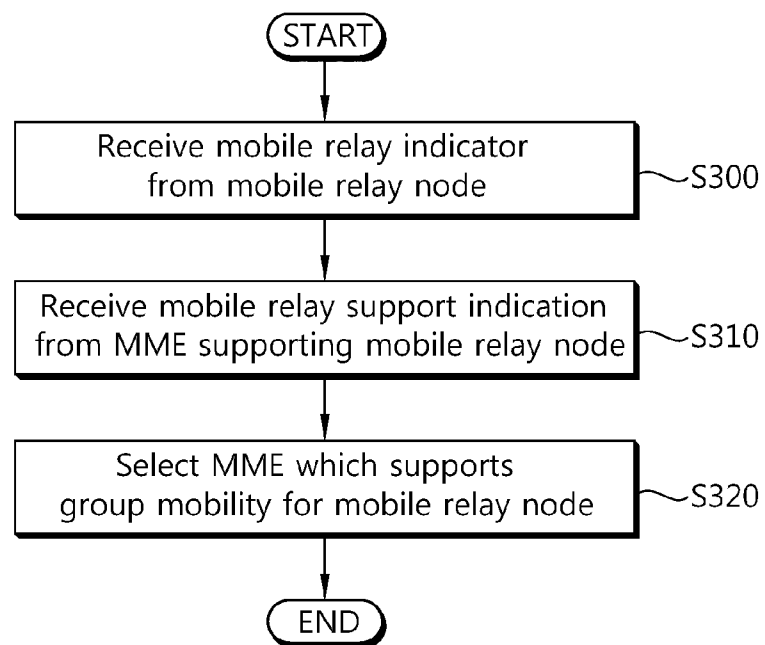 START
Receive mobile relay indicator
from mobile relay node
S300
Receive mobile relay support indication
from MME supporting mobile relay node
S310
Select MME which supports
group mobility for mobile relay node
S320
END